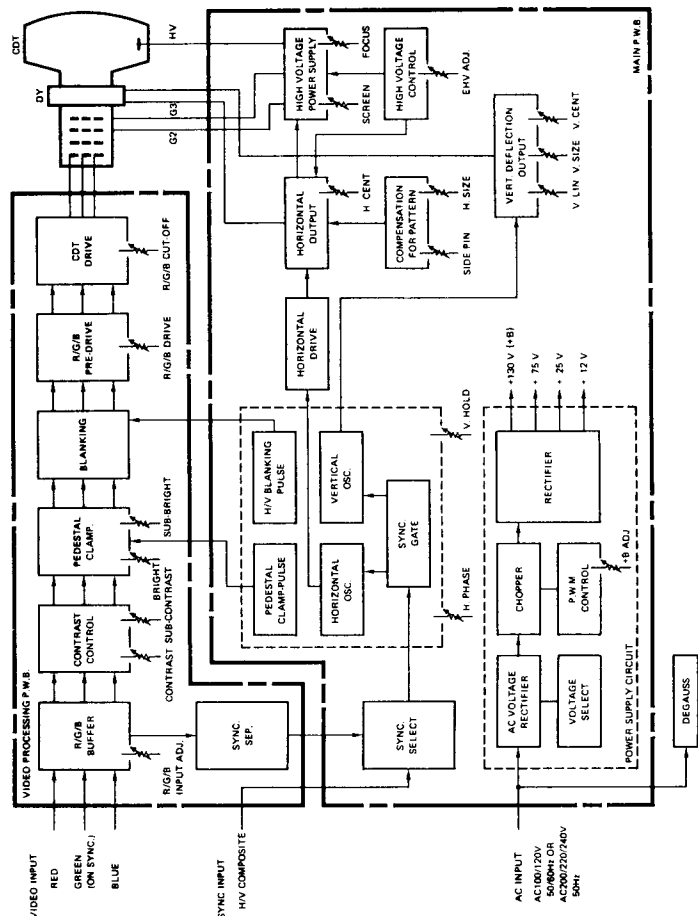 VIDEO INPUT
RED
GREEN
(ON SYNC.)
BLUE
VIDEO PROCESSING P.W.B.
R/G/B
BUFFER
R/G/B
INPUT ADJ.
CONTRAST
CONTROL
CONTRAST
SUB-CONTRAST
PEDESTAL
CLAMP.
BRIGHT
SUB-BRIGHT
BLANKING
R/G/B
PRE-DRIVE
R/G/B DRIVE
CDT
DRIVE
R/G/B CUT-OFF
CDT
DY
HV
G3
G2
SYNC INPUT
H/V COMPOSITE
SYNC.
SEP.
SYNC.
SELECT
PEDESTAL
CLAMP-PULSE
H/V BLANKING
PULSE
HORIZONTAL
OSC.
VERTICAL
OSC.
SYNC
GATE
H PHASE
V. HOLD
HORIZONTAL
DRIVE
HORIZONTAL
OUTPUT
H CENT
COMPENSATION
FOR PATTERN
SIDE PIN
H SIZE
HIGH VOLTAGE
POWER SUPPLY
FOCUS
SCREEN
HIGH VOLTAGE
CONTROL
EHV ADJ.
MAIN P.W.B.
VERT. DEFLECTION
OUTPUT
V. LIN
V. SIZE
V. CENT
AC INPUT
AC100/120V
50/60Hz OR
AC200/220/240V
50Hz
AC VOLTAGE
RECTIFIER
VOLTAGE
SELECT
CHOPPER
P.W.M
CONTROL
+B ADJ
RECTIFIER
+130 V (+B)
+ 75 V
+ 25 V
+ 12 V
POWER SUPPLY CIRCUIT
DEGAUSS